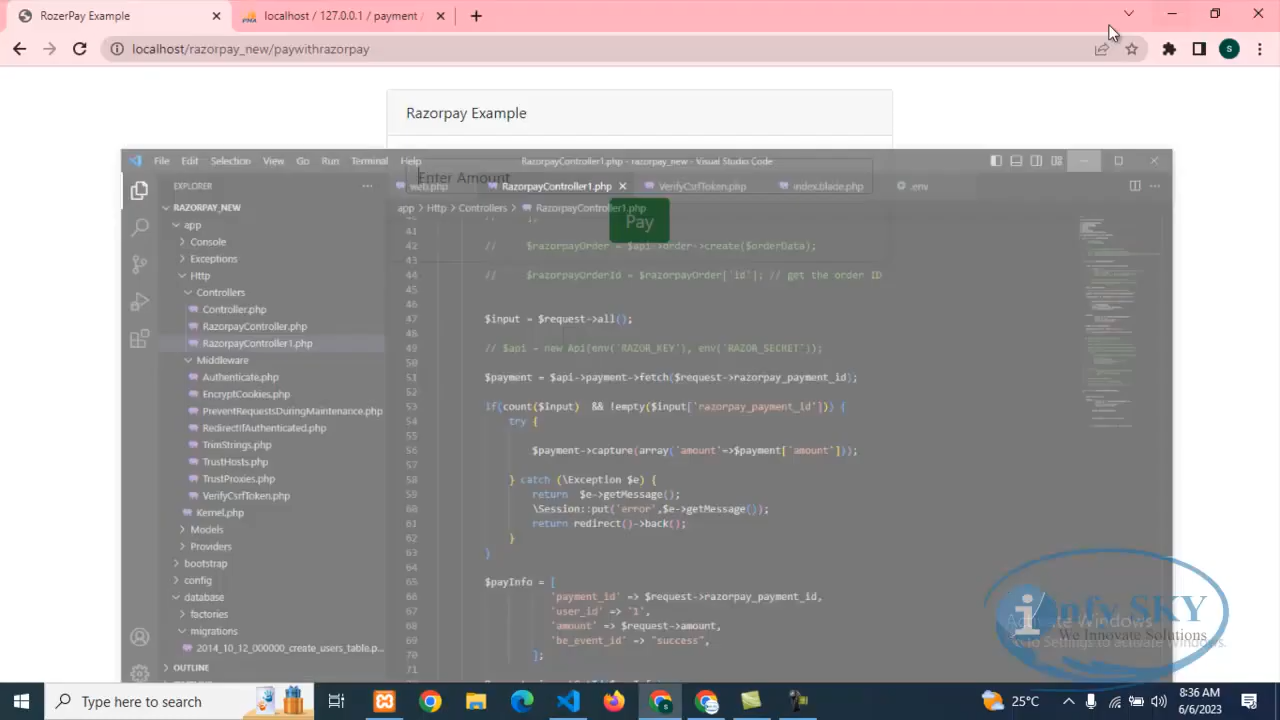 RozerPay Example
localhost / 127.0.0.1 / payment /
localhost/razorpay_new/paywithrazorpay
S
Razorpay Example
File Edit Selection View Go Run Terminal Help
RazorpayController1.php - razorpay_new - Visual Studio Code
Enter Amount
Pay
EXPLORER
web.php
RazorpayController1.php
VerifyCsrfToken.php
index.blade.php
.env
RAZORPAY_NEW
app > Http > Controllers > RazorpayController1.php
app
Console
Exceptions
Http
Controllers
Controller.php
RazorpayController.php
RazorpayController1.php
Middleware
Authenticate.php
EncryptCookies.php
PreventRequestsDuringMaintenance.php
RedirectIfAuthenticated.php
TrimStrings.php
TrustHosts.php
TrustProxies.php
VerifyCsrfToken.php
Kernel.php
Models
Providers
bootstrap
config
database
factories
migrations
2014_10_12_000000_create_users_table.p...
OUTLINE
41
42 // $razorpayOrder = $api->order->create($orderData);
43
44 // $razorpayOrderId = $razorpayOrder['id']; // get the order ID
45
46
47 $input = $request->all();
48
49 // $api = new Api(env('RAZOR_KEY'), env('RAZOR_SECRET'));
50
51 $payment = $api->payment->fetch($request->razorpay_payment_id);
52
53 if(count($input) && !empty($input['razorpay_payment_id'])) {
54 try {
55
56 $payment->capture(array('amount'=>$payment['amount']));
57
58 } catch (\Exception $e) {
59 return $e->getMessage();
60 \Session::put('error',$e->getMessage());
61 return redirect()->back();
62 }
63 }
64
65 $payInfo = [
66 'payment_id' => $request->razorpay_payment_id,
67 'user_id' => '1',
68 'amount' => $request->amount,
69 'be_event_id' => "success",
70 ];
71
infy SKY
We Innovate Solutions
Activate Windows
Go to Settings to activate Windows.
Type here to search
25°C
8:36 AM
6/6/2023